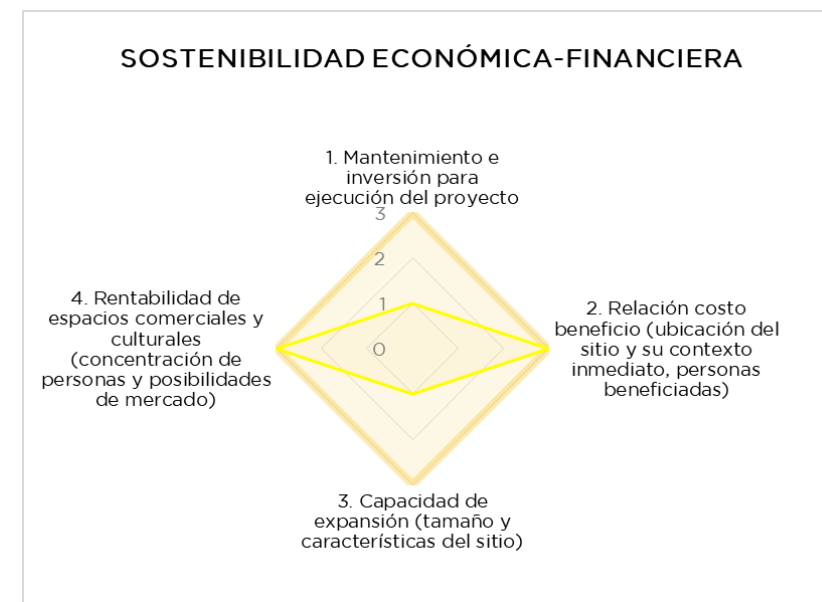 SOSTENIBILIDAD ECONÓMICA-FINANCIERA
1. Mantenimiento e
inversión para
ejecución del proyecto
3
2
1
0
4. Rentabilidad de
espacios comerciales y
culturales
(concentración de
personas y posibilidades
de mercado)
2. Relación costo
beneficio (ubicación del
sitio y su contexto
inmediato, personas
beneficiadas)
3. Capacidad de
expansión (tamaño y
características del sitio)